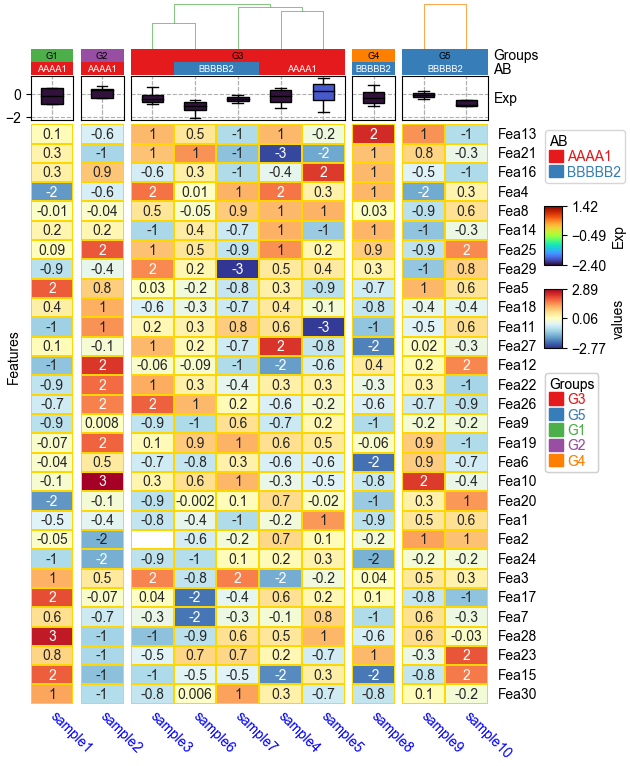 G1 G2 G3 G4 G5 Groups
AAAA1 AAAA1 BBBBB2 AAAA1 BBBBB2 BBBBB2 AB
0
−2
Exp
0.1 -0.6 1 0.5 -1 1 -0.2 2 1 -1 Fea13
0.3 -1 1 1 -1 -3 -2 1 0.8 -0.3 Fea21
0.3 0.9 -0.6 0.3 -1 -0.4 2 1 -0.5 -1 Fea16
-2 -0.6 2 0.01 1 2 0.3 1 -2 0.3 Fea4
-0.01 -0.04 0.5 -0.05 0.9 1 1 0.03 -0.9 0.6 Fea8
0.2 0.2 -1 0.4 -0.7 1 -1 1 -1 -0.3 Fea14
0.09 2 1 0.5 -0.9 1 0.2 0.9 -0.9 2 Fea25
-0.9 -0.4 2 0.2 -3 0.5 0.4 0.3 -1 0.8 Fea29
2 0.8 0.03 -0.2 -0.8 0.3 -0.9 -0.7 1 0.6 Fea5
0.4 1 -0.6 -0.3 -0.7 0.4 -0.1 -0.8 -0.4 -0.4 Fea18
-1 1 0.2 0.3 0.8 0.6 -3 -1 -0.5 0.6 Fea11
0.1 -0.1 1 0.2 -0.7 2 -0.8 -2 0.02 -0.3 Fea27
-1 2 -0.06 -0.09 -1 -2 -0.6 0.4 0.2 2 Fea12
-0.9 2 1 0.3 -0.4 0.3 0.3 -0.3 0.3 -1 Fea22
-0.7 2 2 1 0.2 -0.6 -0.2 -0.6 -0.7 -0.9 Fea26
-0.9 0.008 -0.9 -1 0.6 -0.7 0.2 -1 -0.2 -0.2 Fea9
-0.07 2 0.1 0.9 1 0.6 0.5 -0.06 0.9 -1 Fea19
-0.04 0.5 -0.7 -0.8 0.3 -0.6 -0.6 -2 0.9 -0.7 Fea6
-0.1 3 0.3 0.6 1 -0.3 -0.5 -0.8 2 -0.4 Fea10
-2 -0.1 -0.9 -0.002 0.1 0.7 -0.02 -1 0.3 1 Fea20
-0.5 -0.4 -0.8 -0.4 -1 -0.2 1 -0.9 0.5 0.6 Fea1
-0.05 -2 -0.6 -0.2 0.7 0.1 -0.2 1 1 Fea2
-1 -2 -0.9 -1 0.1 0.2 0.3 -2 -0.2 -0.2 Fea24
1 0.5 2 -0.8 2 -2 -0.2 0.04 0.5 0.3 Fea3
2 -0.07 0.04 -2 -0.4 0.6 0.2 0.1 -0.8 -1 Fea17
0.6 -0.7 -0.3 -2 -0.3 -0.1 0.8 -1 0.6 -0.3 Fea7
3 -1 -1 -0.9 0.6 0.5 1 -0.6 0.6 -0.03 Fea28
0.8 -1 -0.5 0.7 0.7 0.2 -0.7 1 -0.3 2 Fea23
2 -1 -1 -0.5 -0.5 -2 0.3 -2 -0.8 2 Fea15
1 -1 -0.8 0.006 1 0.3 -0.7 -0.8 0.1 -0.2 Fea30
Features
sample1 sample2 sample3 sample6 sample7 sample4 sample5 sample8 sample9 sample10
AB
AAAA1
BBBBB2
1.42
−0.49
−2.40
Exp
2.89
0.06
−2.77
values
Groups
G3
G5
G1
G2
G4